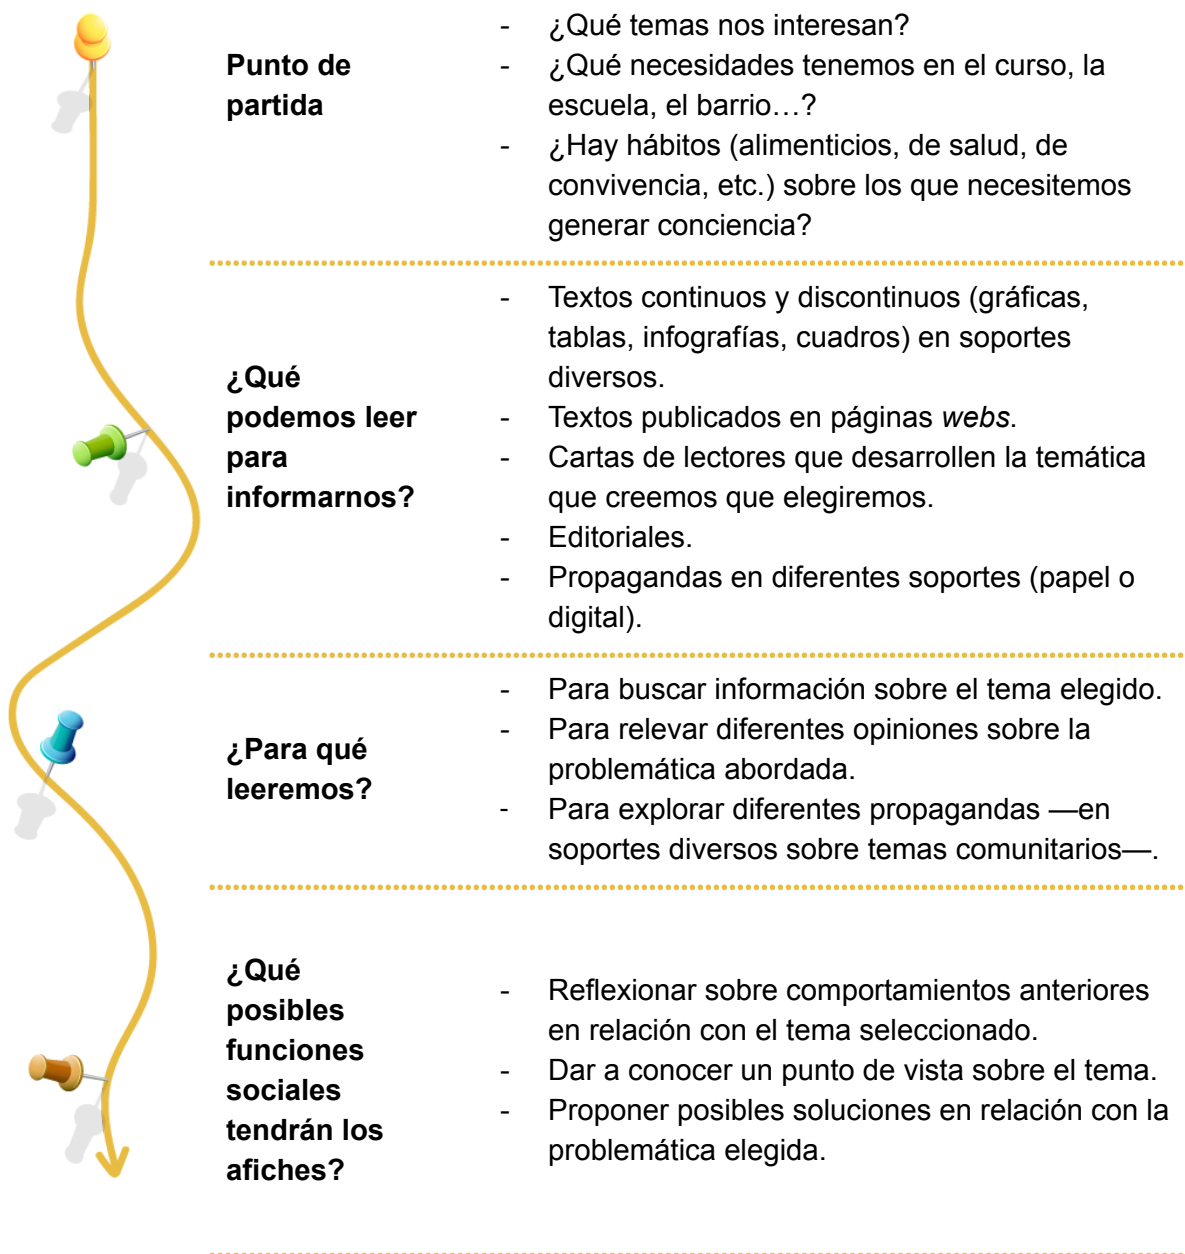 Punto de
partida
- ¿Qué temas nos interesan?
- ¿Qué necesidades tenemos en el curso, la
escuela, el barrio…?
- ¿Hay hábitos (alimenticios, de salud, de
convivencia, etc.) sobre los que necesitemos
generar conciencia?
¿Qué
podemos leer
para
informarnos?
- Textos continuos y discontinuos (gráficas,
tablas, infografías, cuadros) en soportes
diversos.
- Textos publicados en páginas webs.
- Cartas de lectores que desarrollen la temática
que creemos que elegiremos.
- Editoriales.
- Propagandas en diferentes soportes (papel o
digital).
¿Para qué
leeremos?
- Para buscar información sobre el tema elegido.
- Para relevar diferentes opiniones sobre la
problemática abordada.
- Para explorar diferentes propagandas —en
soportes diversos sobre temas comunitarios—.
¿Qué
posibles
funciones
sociales
tendrán los
afiches?
- Reflexionar sobre comportamientos anteriores
en relación con el tema seleccionado.
- Dar a conocer un punto de vista sobre el tema.
- Proponer posibles soluciones en relación con la
problemática elegida.